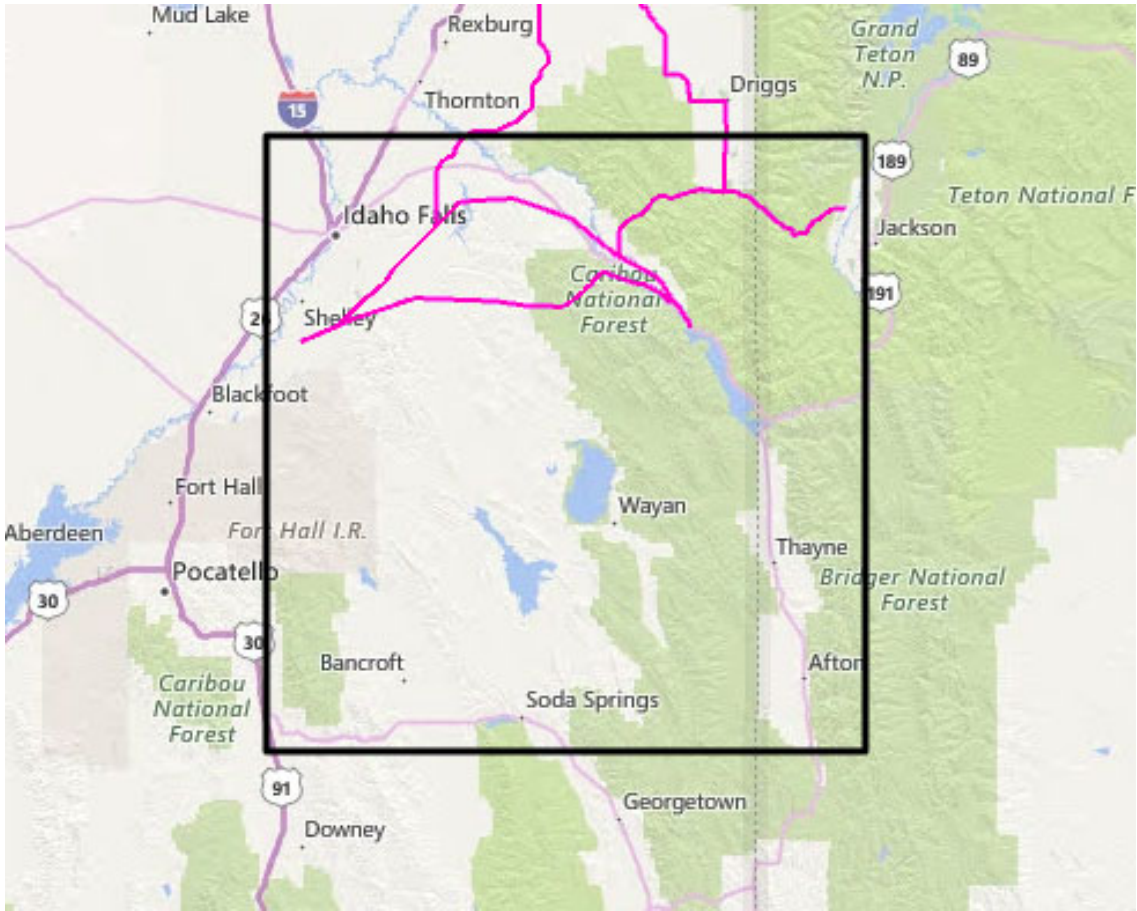 Mud Lake
Rexburg
Grand
Teton
N.P.
89
Driggs
Thornton
15
189
Teton National F
Idaho Falls
Jackson
Caribou
National
Forest
191
Shelley
20
Blackfoot
Fort Hall
Wayan
Aberdeen
Fort Hall I.R.
Thayne
Pocatello
Bridger National
Forest
30
30
Bancroft
Afton
Caribou
National
Forest
Soda Springs
91
Georgetown
Downey